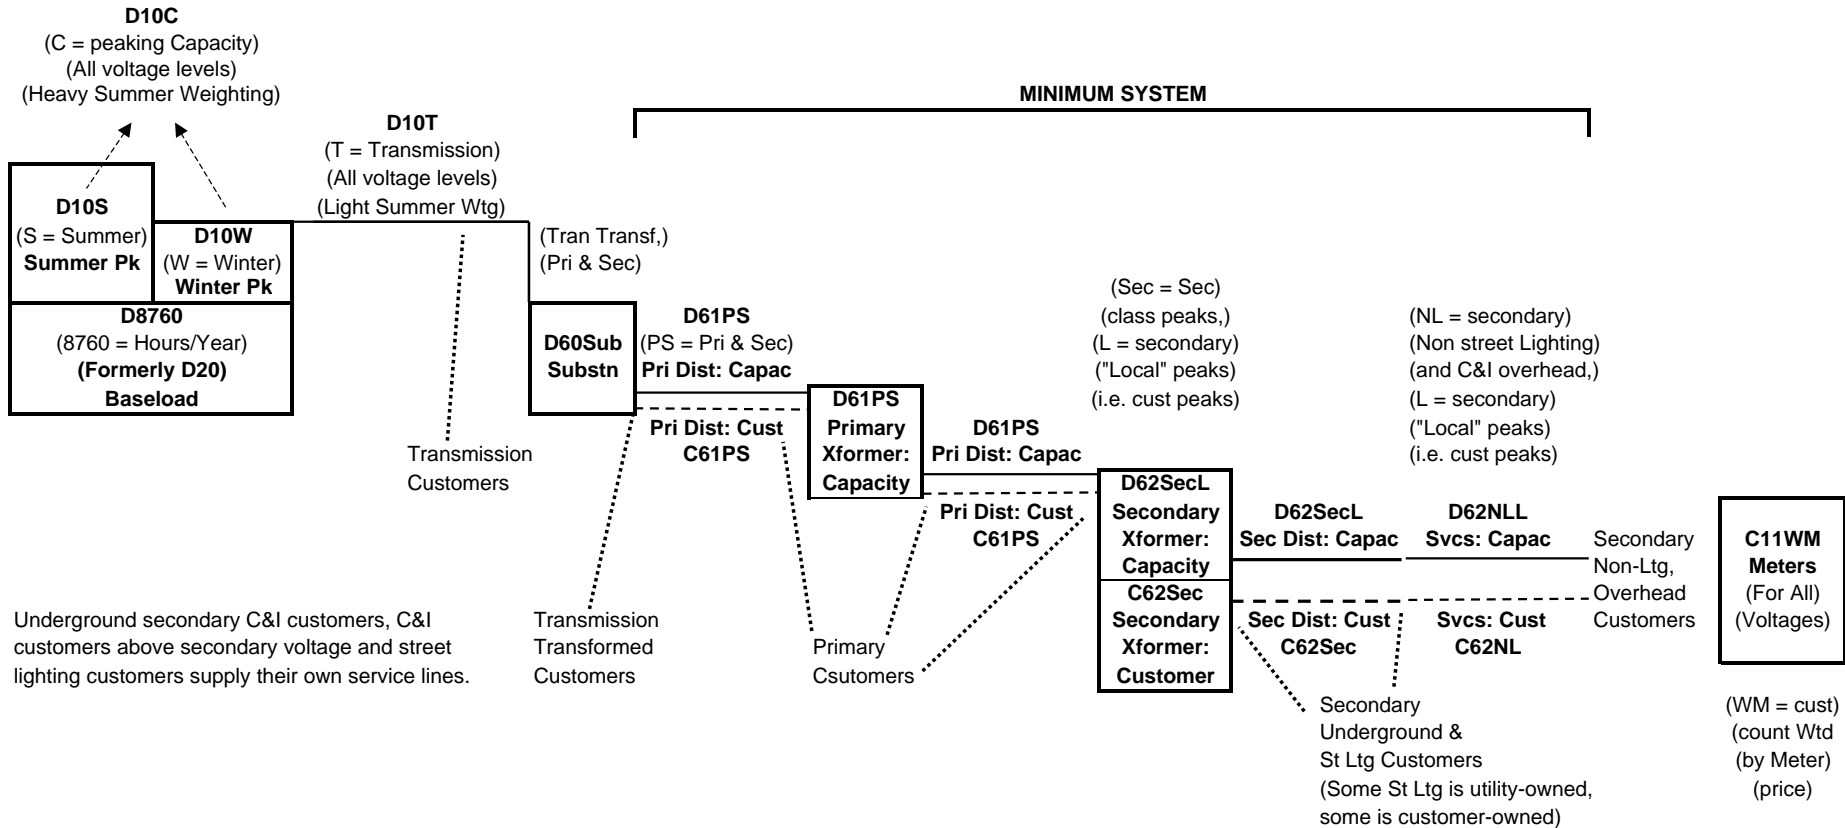 D10C
(C = peaking Capacity)
(All voltage levels)
(Heavy Summer Weighting)
MINIMUM SYSTEM
D10T
(T = Transmission)
(All voltage levels)
(Light Summer Wtg)
D10S
(S = Summer)
Summer Pk
D10W
(W = Winter)
Winter Pk
D8760
(8760 = Hours/Year)
(Formerly D20)
Baseload
(Tran Transf,)
(Pri & Sec)
D60Sub
Substn
D61PS
(PS = Pri & Sec)
Pri Dist: Capac
Pri Dist: Cust
C61PS
Transmission
Customers
D61PS
Primary
Xformer:
Capacity
D61PS
Pri Dist: Capac
Pri Dist: Cust
C61PS
(Sec = Sec)
(class peaks,)
(L = secondary)
("Local" peaks)
(i.e. cust peaks)
D62SecL
Secondary
Xformer:
Capacity
C62Sec
Secondary
Xformer:
Customer
D62SecL
Sec Dist: Capac
Sec Dist: Cust
C62Sec
(NL = secondary)
(Non street Lighting)
(and C&I overhead,)
(L = secondary)
("Local" peaks)
(i.e. cust peaks)
D62NLL
Svcs: Capac
Svcs: Cust
C62NL
Secondary
Non-Ltg,
Overhead
Customers
C11WM
Meters
(For All)
(Voltages)
(WM = cust)
(count Wtd
(by Meter)
(price)
Underground secondary C&I customers, C&I
customers above secondary voltage and street
lighting customers supply their own service lines.
Transmission
Transformed
Customers
Primary
Csutomers
Secondary
Underground &
St Ltg Customers
(Some St Ltg is utility-owned,
some is customer-owned)